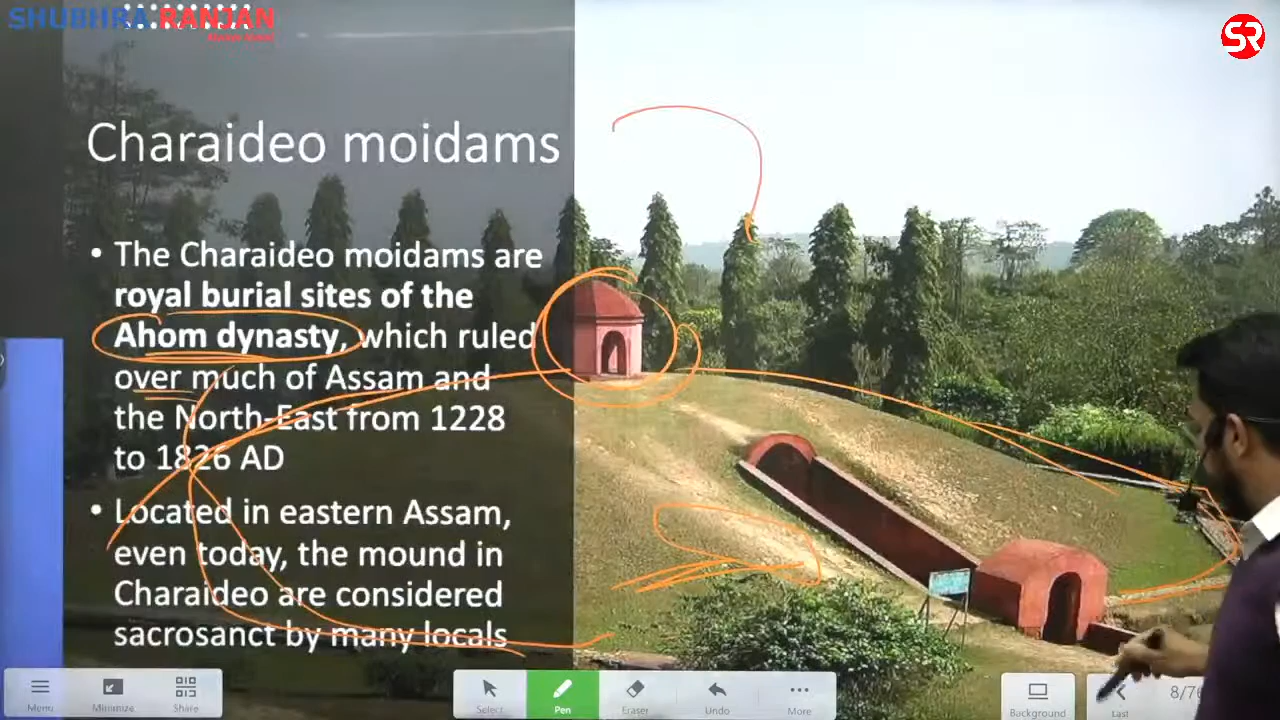 SHUBHRA RANJAN
SR
Charaideo moidams
• The Charaideo moidams are
royal burial sites of the
Ahom dynasty, which ruled
over much of Assam and
the North-East from 1228
to 1826 AD
• Located in eastern Assam,
even today, the mound in
Charaideo are considered
sacrosanct by many locals
Menu
Minimize
Share
Select
Pen
Eraser
Undo
More
Background
Last
8/76